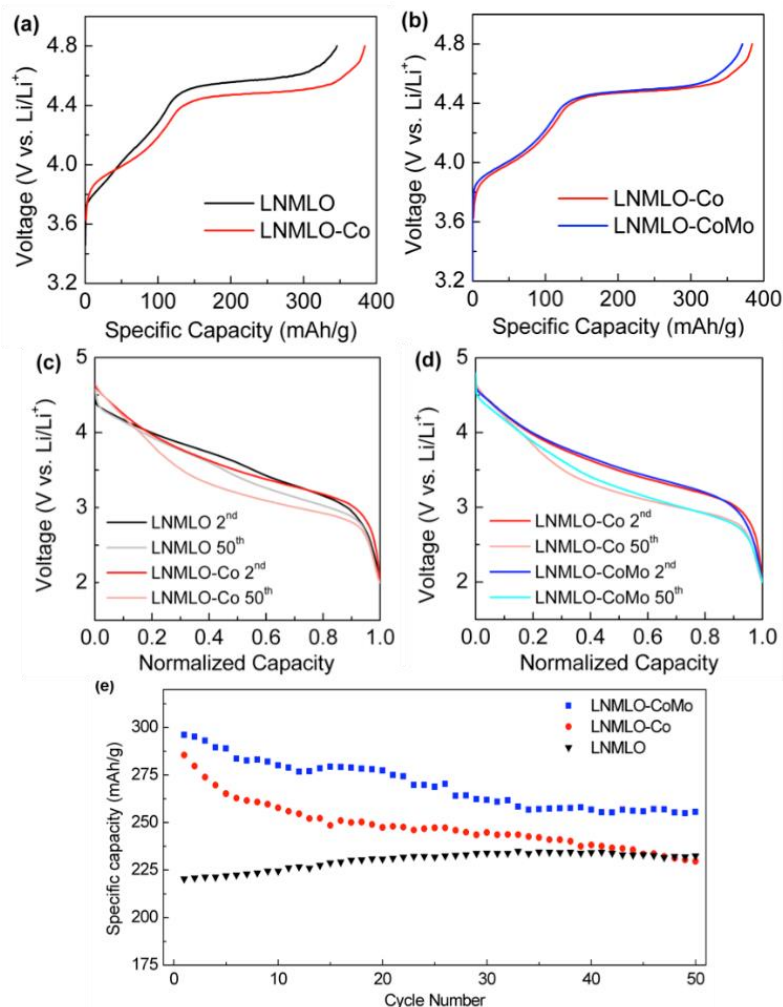 (a)
4.8
4.4
4.0
3.6
3.2
Voltage (V vs. Li/Li⁺)
LNMLO
LNMLO-Co
0 100 200 300 400
Specific Capacity (mAh/g)
(b)
4.8
4.4
4.0
3.6
3.2
Voltage (V vs. Li/Li⁺)
LNMLO-Co
LNMLO-CoMo
0 100 200 300 400
Specific Capacity (mAh/g)
(c)
5
4
3
2
Voltage (V vs. Li/Li⁺)
LNMLO 2ⁿᵈ
LNMLO 50ᵗʰ
LNMLO-Co 2ⁿᵈ
LNMLO-Co 50ᵗʰ
0.0 0.2 0.4 0.6 0.8 1.0
Normalized Capacity
(d)
5
4
3
2
Voltage (V vs. Li/Li⁺)
LNMLO-Co 2ⁿᵈ
LNMLO-Co 50ᵗʰ
LNMLO-CoMo 2ⁿᵈ
LNMLO-CoMo 50ᵗʰ
0.0 0.2 0.4 0.6 0.8 1.0
Normalized Capacity
(e)
300
275
250
225
200
175
Specific capacity (mAh/g)
LNMLO-CoMo
LNMLO-Co
LNMLO
0 10 20 30 40 50
Cycle Number